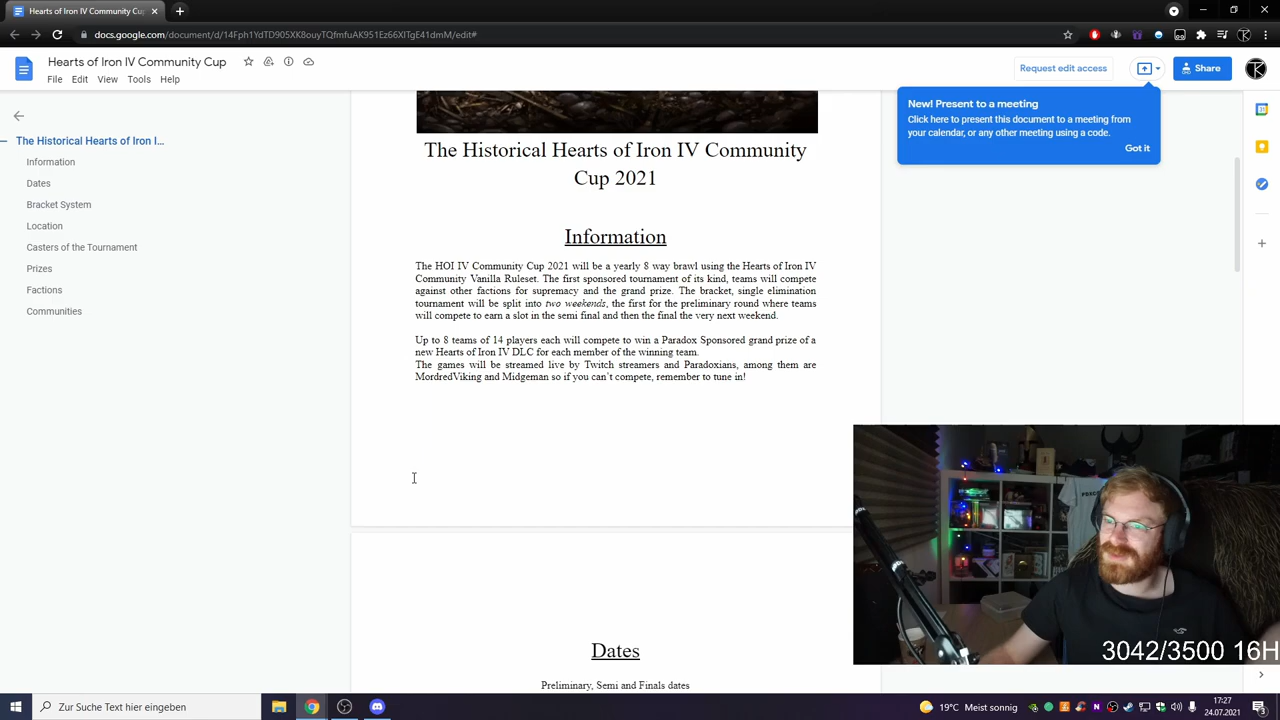 Hearts of Iron IV Community Cup
docs.google.com/document/d/14Fph1YdTD905XK8ouyTQfmfuAK951Ez66XITgE41dmM/edit#
Hearts of Iron IV Community Cup
File Edit View Tools Help
Request edit access
Share
New! Present to a meeting
Click here to present this document to a meeting from
your calendar, or any other meeting using a code.
Got it
The Historical Hearts of Iron I...
Information
Dates
Bracket System
Location
Casters of the Tournament
Prizes
Factions
Communities
The Historical Hearts of Iron IV Community
Cup 2021
Information
The HOI IV Community Cup 2021 will be a yearly 8 way brawl using the Hearts of Iron IV
Community Vanilla Ruleset. The first sponsored tournament of its kind, teams will compete
against other factions for supremacy and the grand prize. The bracket, single elimination
tournament will be split into two weekends, the first for the preliminary round where teams
will compete to earn a slot in the semi final and then the final the very next weekend.
Up to 8 teams of 14 players each will compete to win a Paradox Sponsored grand prize of a
new Hearts of Iron IV DLC for each member of the winning team.
The games will be streamed live by Twitch streamers and Paradoxians, among them are
MordredViking and Midgeman so if you can't compete, remember to tune in!
Dates
Preliminary, Semi and Finals dates
3042/3500 16H
Zur Suche Text hier eingeben
19°C Meist sonnig
17:27
24.07.2021